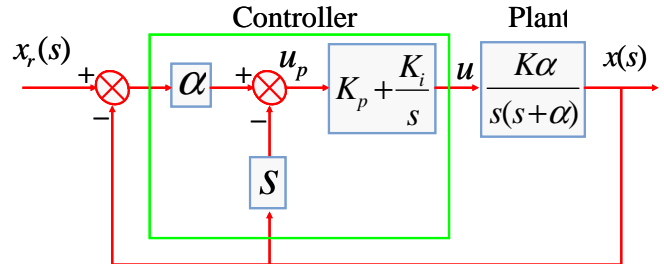 Controller Plant
x_r(s) + − α + − u_p K_p + K_i/s u Kα/s(s+α) x(s)
s